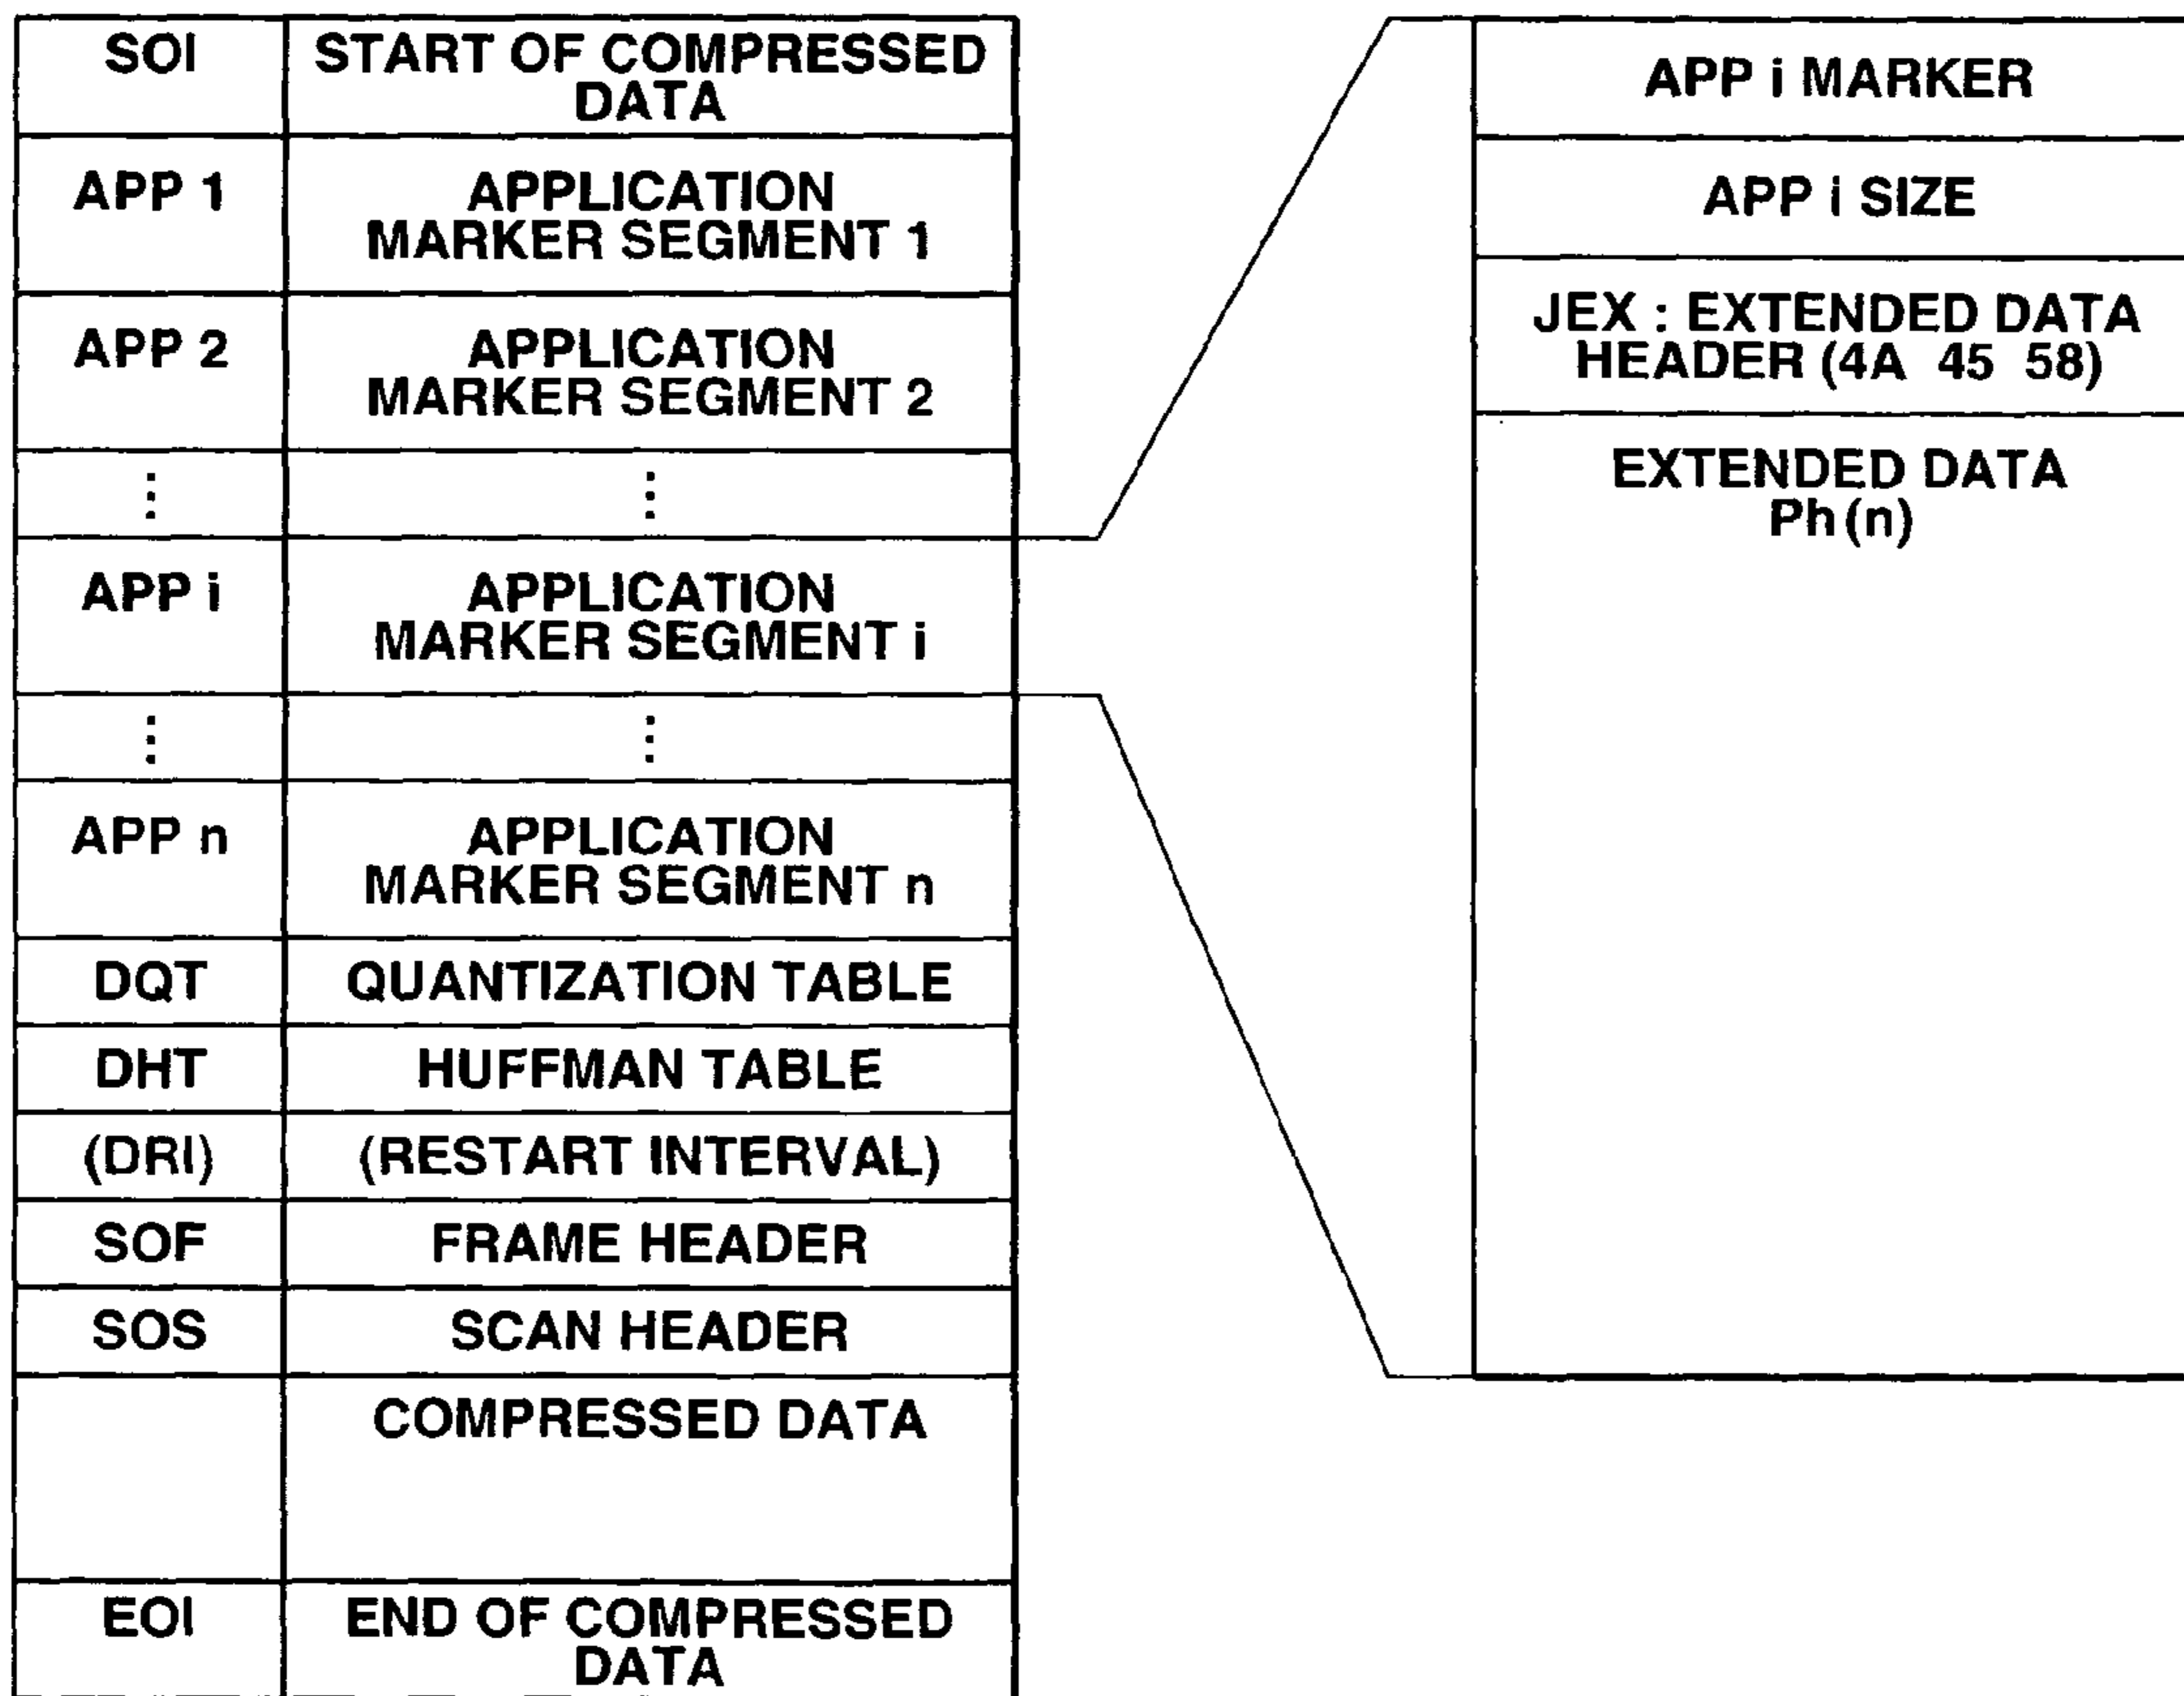 SOI
START OF COMPRESSED
DATA
APP 1
APPLICATION
MARKER SEGMENT 1
APP 2
APPLICATION
MARKER SEGMENT 2
⋮
⋮
APP i
APPLICATION
MARKER SEGMENT i
⋮
⋮
APP n
APPLICATION
MARKER SEGMENT n
DQT
QUANTIZATION TABLE
DHT
HUFFMAN TABLE
(DRI)
(RESTART INTERVAL)
SOF
FRAME HEADER
SOS
SCAN HEADER
COMPRESSED DATA
EOI
END OF COMPRESSED
DATA
APP i MARKER
APP i SIZE
JEX : EXTENDED DATA
HEADER (4A 45 58)
EXTENDED DATA
Ph(n)